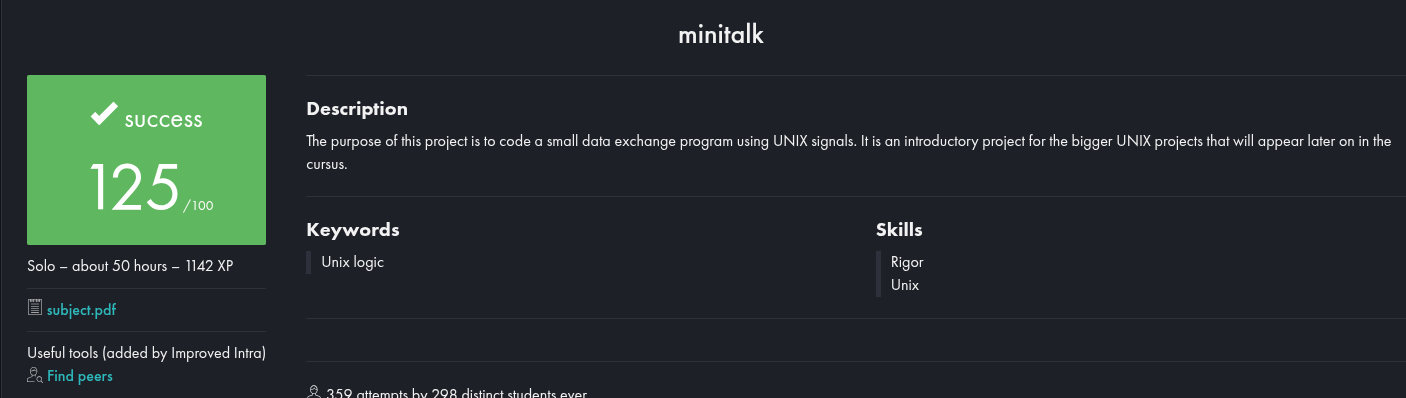 minitalk
success
125 /100
Solo – about 50 hours – 1142 XP
subject.pdf
Useful tools (added by Improved Intra)
Find peers
Description
The purpose of this project is to code a small data exchange program using UNIX signals. It is an introductory project for the bigger UNIX projects that will appear later on in the
cursus.
Keywords
Unix logic
Skills
Rigor
Unix
359 attempts by 298 distinct students ever